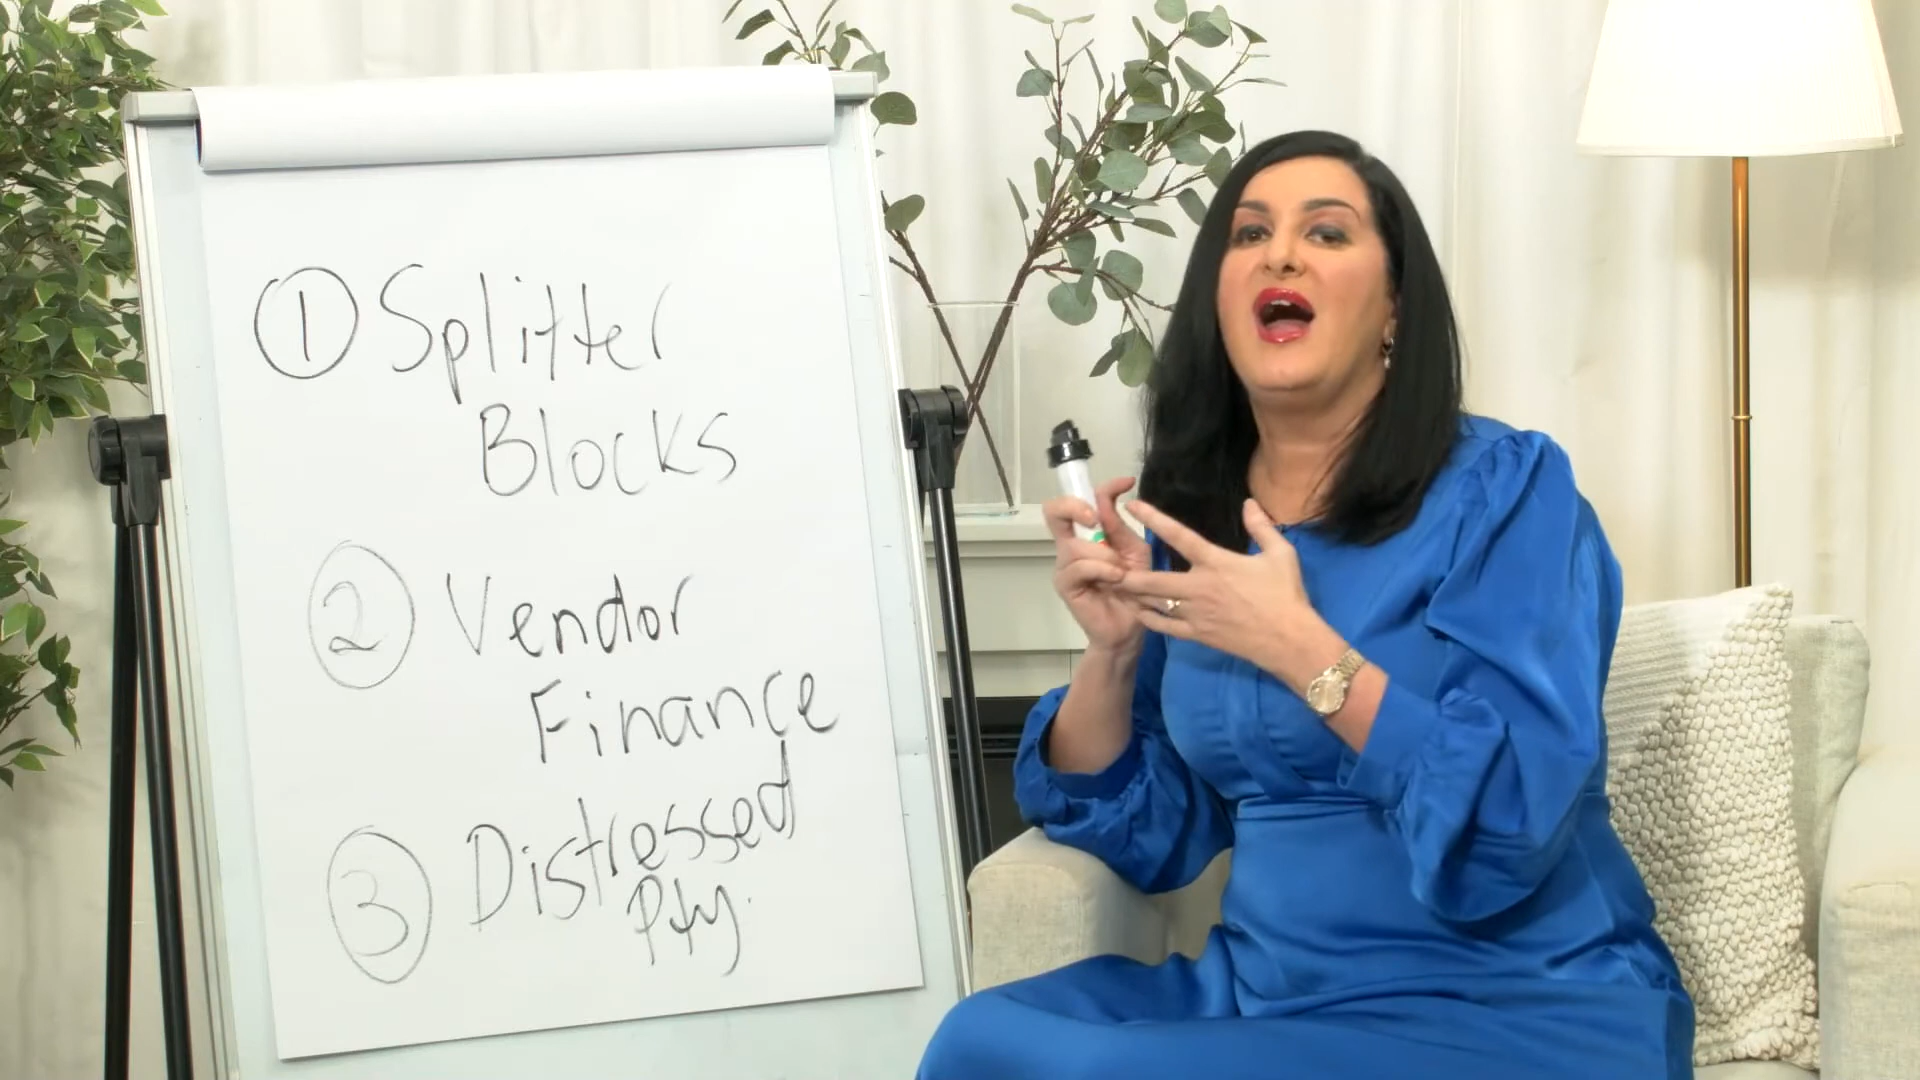 ① Splitter
Blocks
② Vendor
Finance
③ Distressed
Pty.